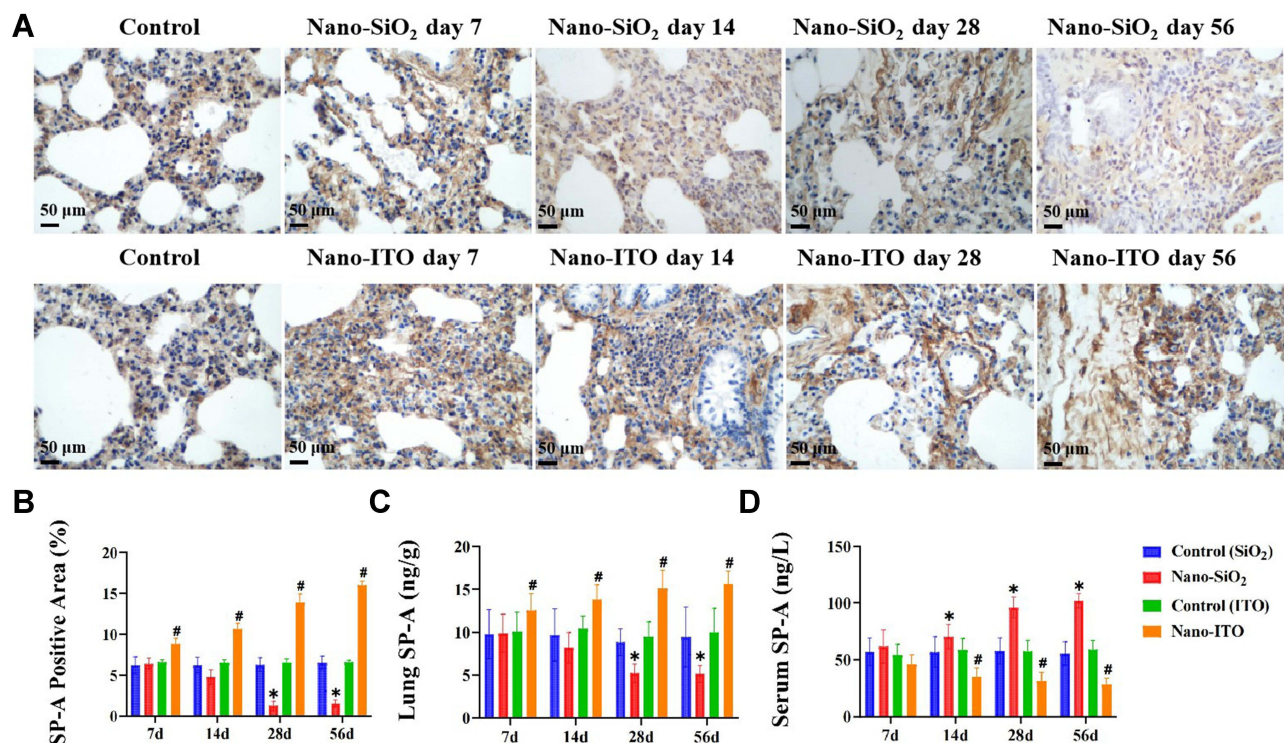 A
Control Nano-SiO₂ day 7 Nano-SiO₂ day 14 Nano-SiO₂ day 28 Nano-SiO₂ day 56
50 μm 50 μm 50 μm 50 μm 50 μm
Control Nano-ITO day 7 Nano-ITO day 14 Nano-ITO day 28 Nano-ITO day 56
50 μm 50 μm 50 μm 50 μm 50 μm
B
SP-A Positive Area (%)
20
15
10
5
0
# # # #
* *
7d 14d 28d 56d
C
Lung SP-A (ng/g)
20
15
10
5
0
# # # #
* *
7d 14d 28d 56d
D
Serum SP-A (ng/L)
150
100
50
0
* * *
# # #
7d 14d 28d 56d
Control (SiO₂)
Nano-SiO₂
Control (ITO)
Nano-ITO